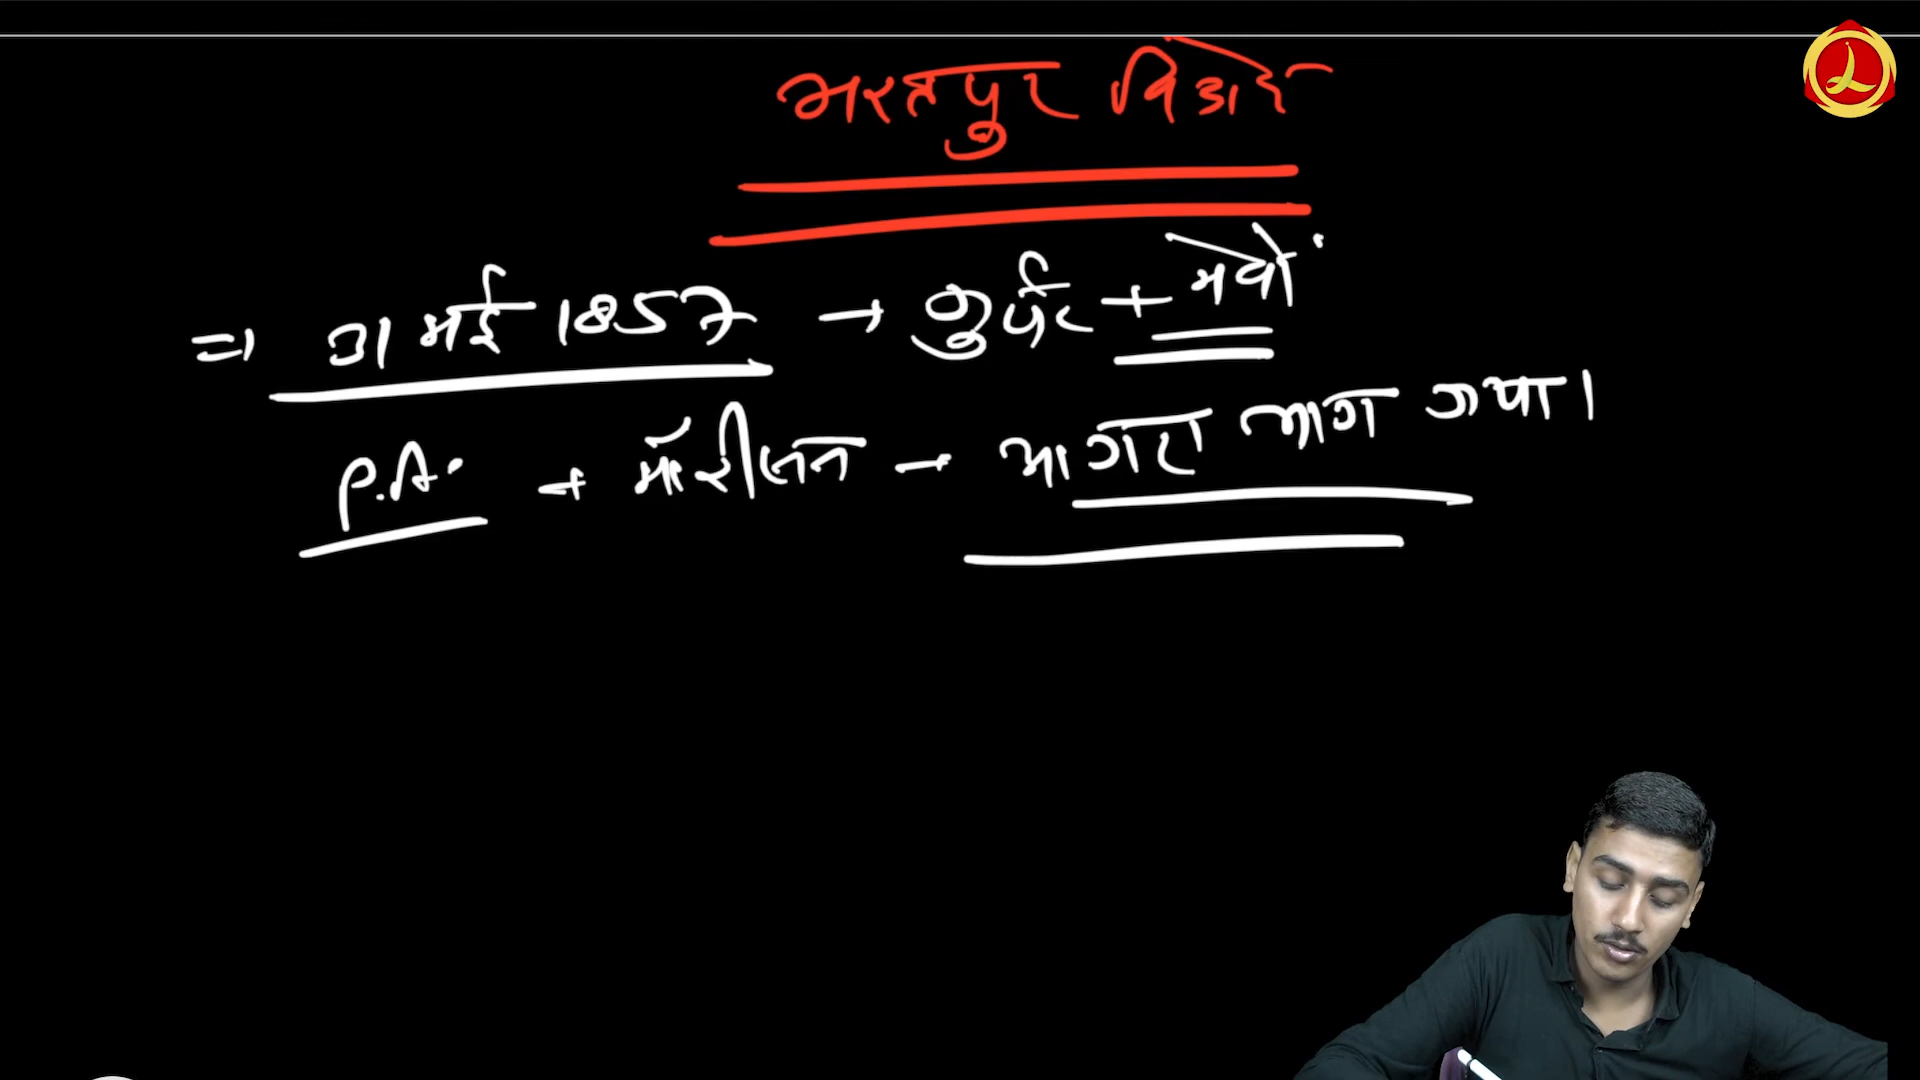 भरतपुर विद्रोह
⇒ 31 मई 1857 → गुर्जर + मेवों
P.A. + मॉरीसन → आगरा भाग गया।